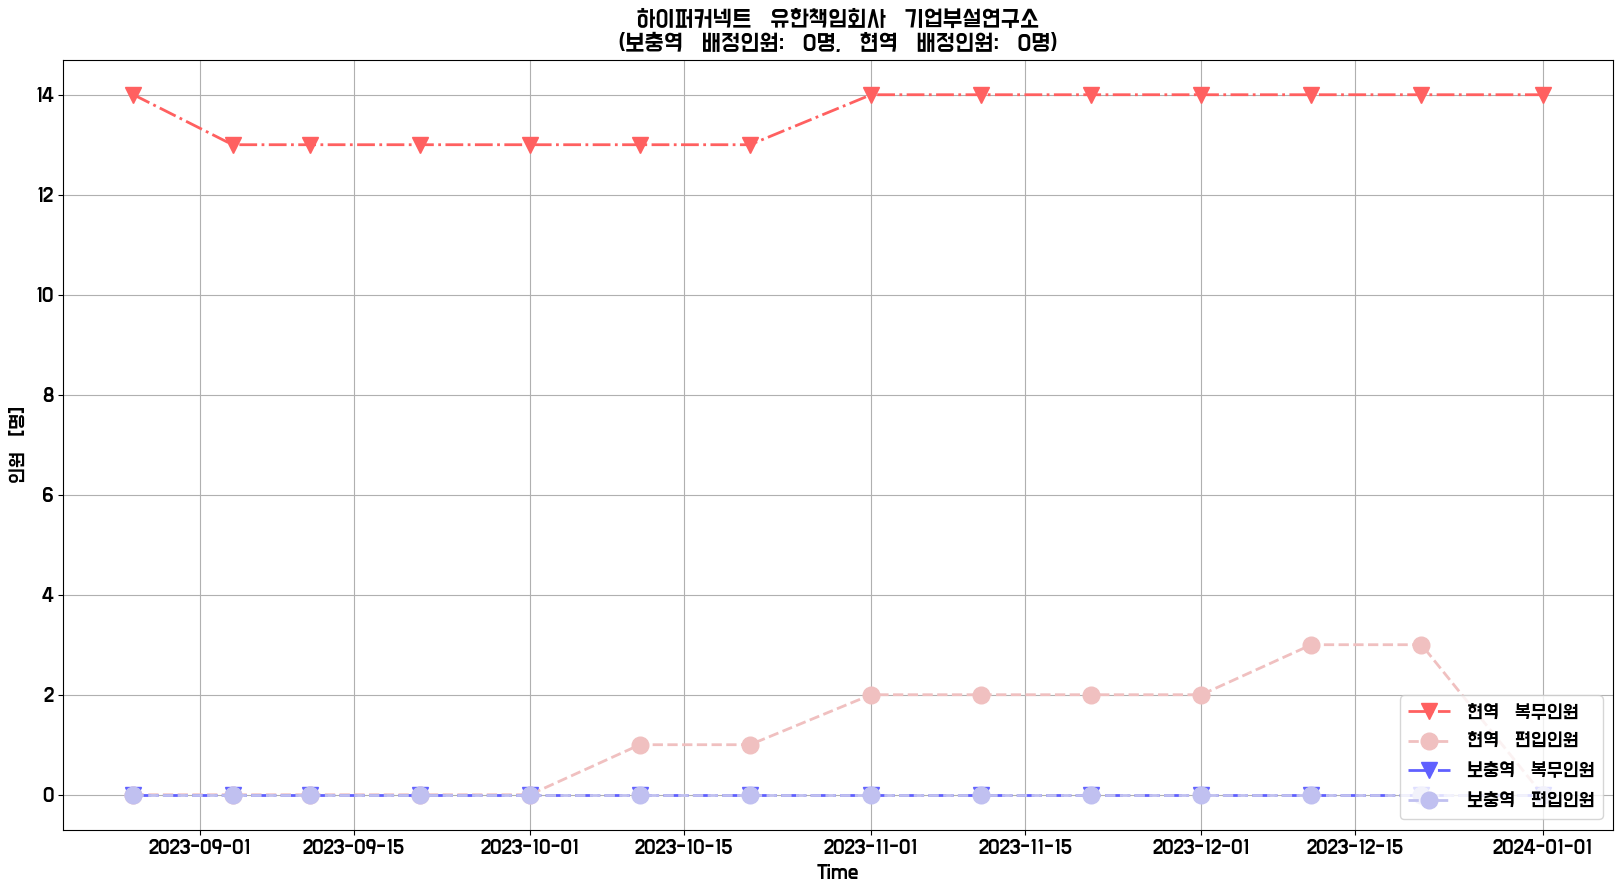 하이퍼커넥트 유한책임회사 기업부설연구소
(보충역 배정인원: 0명, 현역 배정인원: 0명)
14
12
10
8
6
4
2
0
인원 [명]
현역 복무인원
현역 편입인원
보충역 복무인원
보충역 편입인원
2023-09-01
2023-09-15
2023-10-01
2023-10-15
2023-11-01
2023-11-15
2023-12-01
2023-12-15
2024-01-01
Time